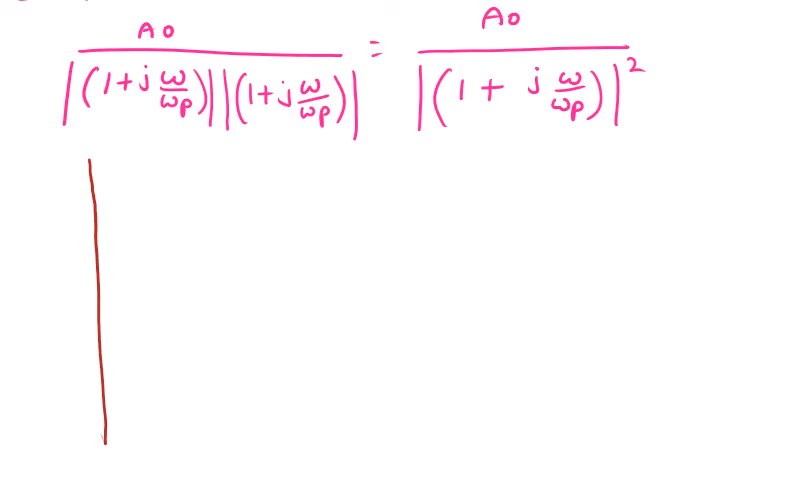 A0 / |(1+j ω/ωp)||(1+j ω/ωp)| = A0 / |(1 + j ω/ωp)|²